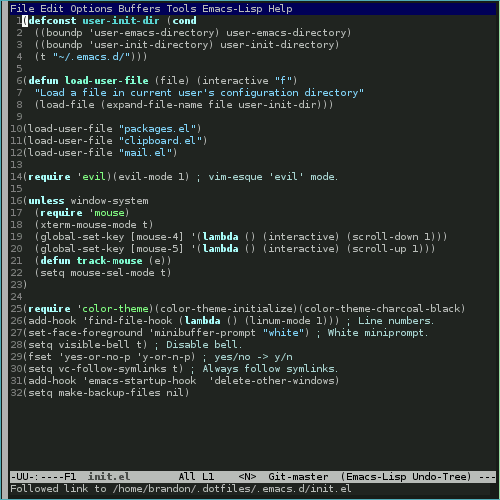 File Edit Options Buffers Tools Emacs-Lisp Help
1(defconst user-init-dir (cond
2  ((boundp 'user-emacs-directory) user-emacs-directory)
3  ((boundp 'user-init-directory) user-init-directory)
4  (t "~/.emacs.d/")))
5
6(defun load-user-file (file) (interactive "f")
7  "Load a file in current user's configuration directory"
8  (load-file (expand-file-name file user-init-dir)))
9
10(load-user-file "packages.el")
11(load-user-file "clipboard.el")
12(load-user-file "mail.el")
13
14(require 'evil)(evil-mode 1) ; vim-esque 'evil' mode.
15
16(unless window-system
17  (require 'mouse)
18  (xterm-mouse-mode t)
19  (global-set-key [mouse-4] '(lambda () (interactive) (scroll-down 1)))
20  (global-set-key [mouse-5] '(lambda () (interactive) (scroll-up 1)))
21  (defun track-mouse (e))
22  (setq mouse-sel-mode t)
23)
24
25(require 'color-theme)(color-theme-initialize)(color-theme-charcoal-black)
26(add-hook 'find-file-hook (lambda () (linum-mode 1))) ; Line numbers.
27(set-face-foreground 'minibuffer-prompt "white") ; White miniprompt.
28(setq visible-bell t) ; Disable bell.
29(fset 'yes-or-no-p 'y-or-n-p) ; yes/no -> y/n
30(setq vc-follow-symlinks t) ; Always follow symlinks.
31(add-hook 'emacs-startup-hook  'delete-other-windows)
32(setq make-backup-files nil)
-UU-:----F1  init.el        All L1    <N>  Git-master  (Emacs-Lisp Undo-Tree) ---
Followed link to /home/brandon/.dotfiles/.emacs.d/init.el